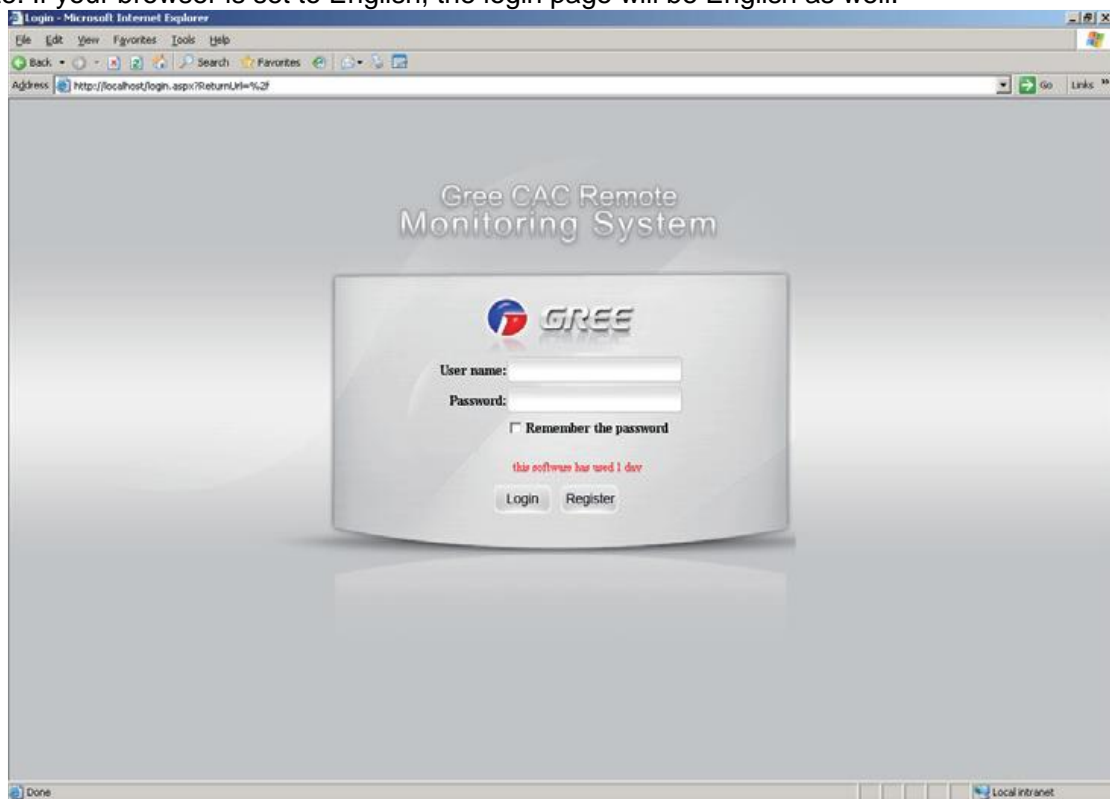 If your browser is set to English, the login page will be English as well.
Login - Microsoft Internet Explorer
File Edit View Favorites Tools Help
Back Search Favorites
Address http://localhost/login.aspx?ReturnUrl=%2f Go Links »
Gree CAC Remote
Monitoring System
GREE
User name:
Password:
Remember the password
this software has used 1 day
Login Register
Done Local intranet